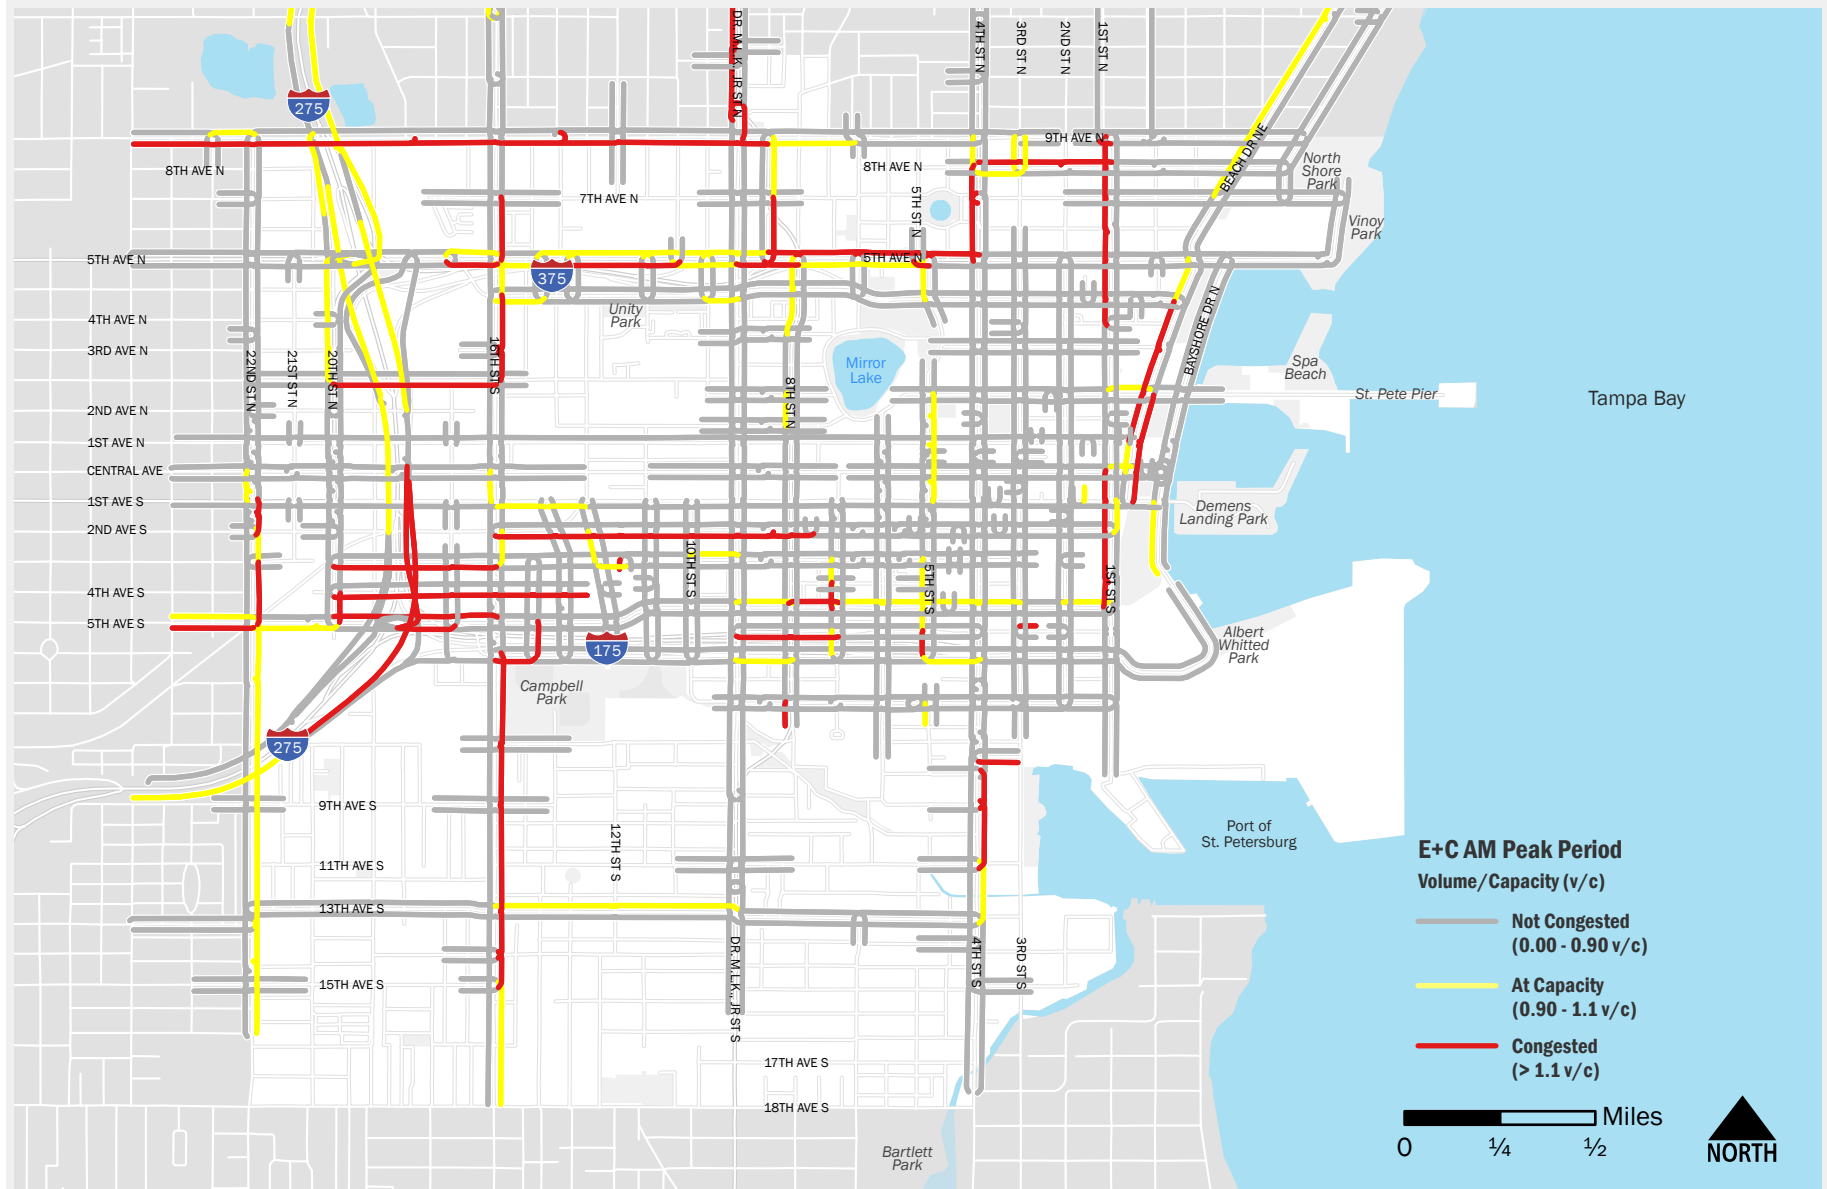 DR. M.L.K., JR ST N
4TH ST N
3RD ST N
2ND ST N
1ST ST N
275
9TH AVE N
BEACH DR NE
North
Shore
Park
8TH AVE N
8TH AVE N
7TH AVE N
5TH ST N
Vinoy
Park
5TH AVE N
5TH AVE N
375
Unity
Park
BAYSHORE DR N
4TH AVE N
3RD AVE N
22ND ST N
21ST ST N
20TH ST N
16TH ST S
Mirror
Lake
8TH ST N
Spa
Beach
St. Pete Pier
Tampa Bay
2ND AVE N
1ST AVE N
CENTRAL AVE
1ST AVE S
2ND AVE S
Demens
Landing Park
10TH ST S
5TH ST S
1ST ST S
4TH AVE S
5TH AVE S
175
Albert
Whitted
Park
Campbell
Park
275
9TH AVE S
12TH ST S
Port of
St. Petersburg
11TH AVE S
13TH AVE S
DR. M.L.K., JR ST S
4TH ST S
3RD ST S
15TH AVE S
17TH AVE S
18TH AVE S
Bartlett
Park
E+C AM Peak Period
Volume/Capacity (v/c)
Not Congested
(0.00 - 0.90 v/c)
At Capacity
(0.90 - 1.1 v/c)
Congested
(> 1.1 v/c)
Miles
0 ¼ ½
NORTH